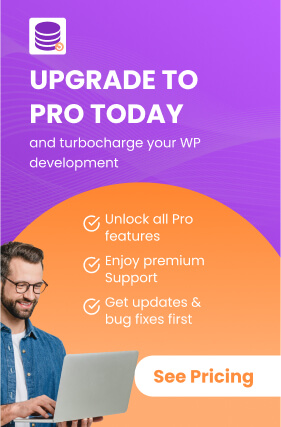 UPGRADE TO
PRO TODAY
and turbocharge your WP
development
Unlock all Pro
features
Enjoy premium
Support
Get updates &
bug fixes first
See Pricing